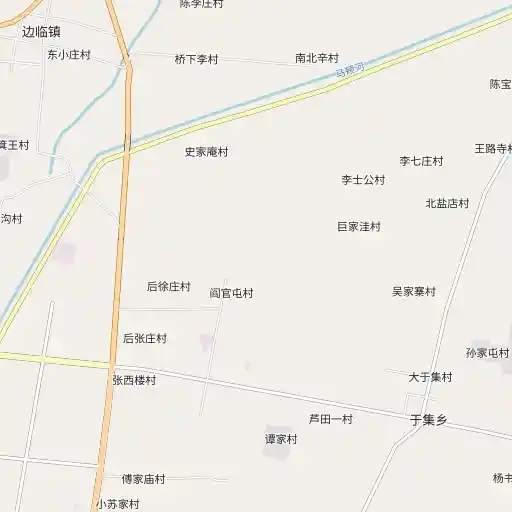 陈李庄村
边临镇
东小庄村
桥下李村
南北辛村
马颊河
陈宝
箕王村
史家庵村
王路寺村
李七庄村
李士公村
北盐店村
沟村
巨家洼村
后徐庄村
阎官屯村
吴家寨村
后张庄村
孙家屯村
张西楼村
大于集村
芦田一村
于集乡
谭家村
傅家庙村
杨书
小苏家村